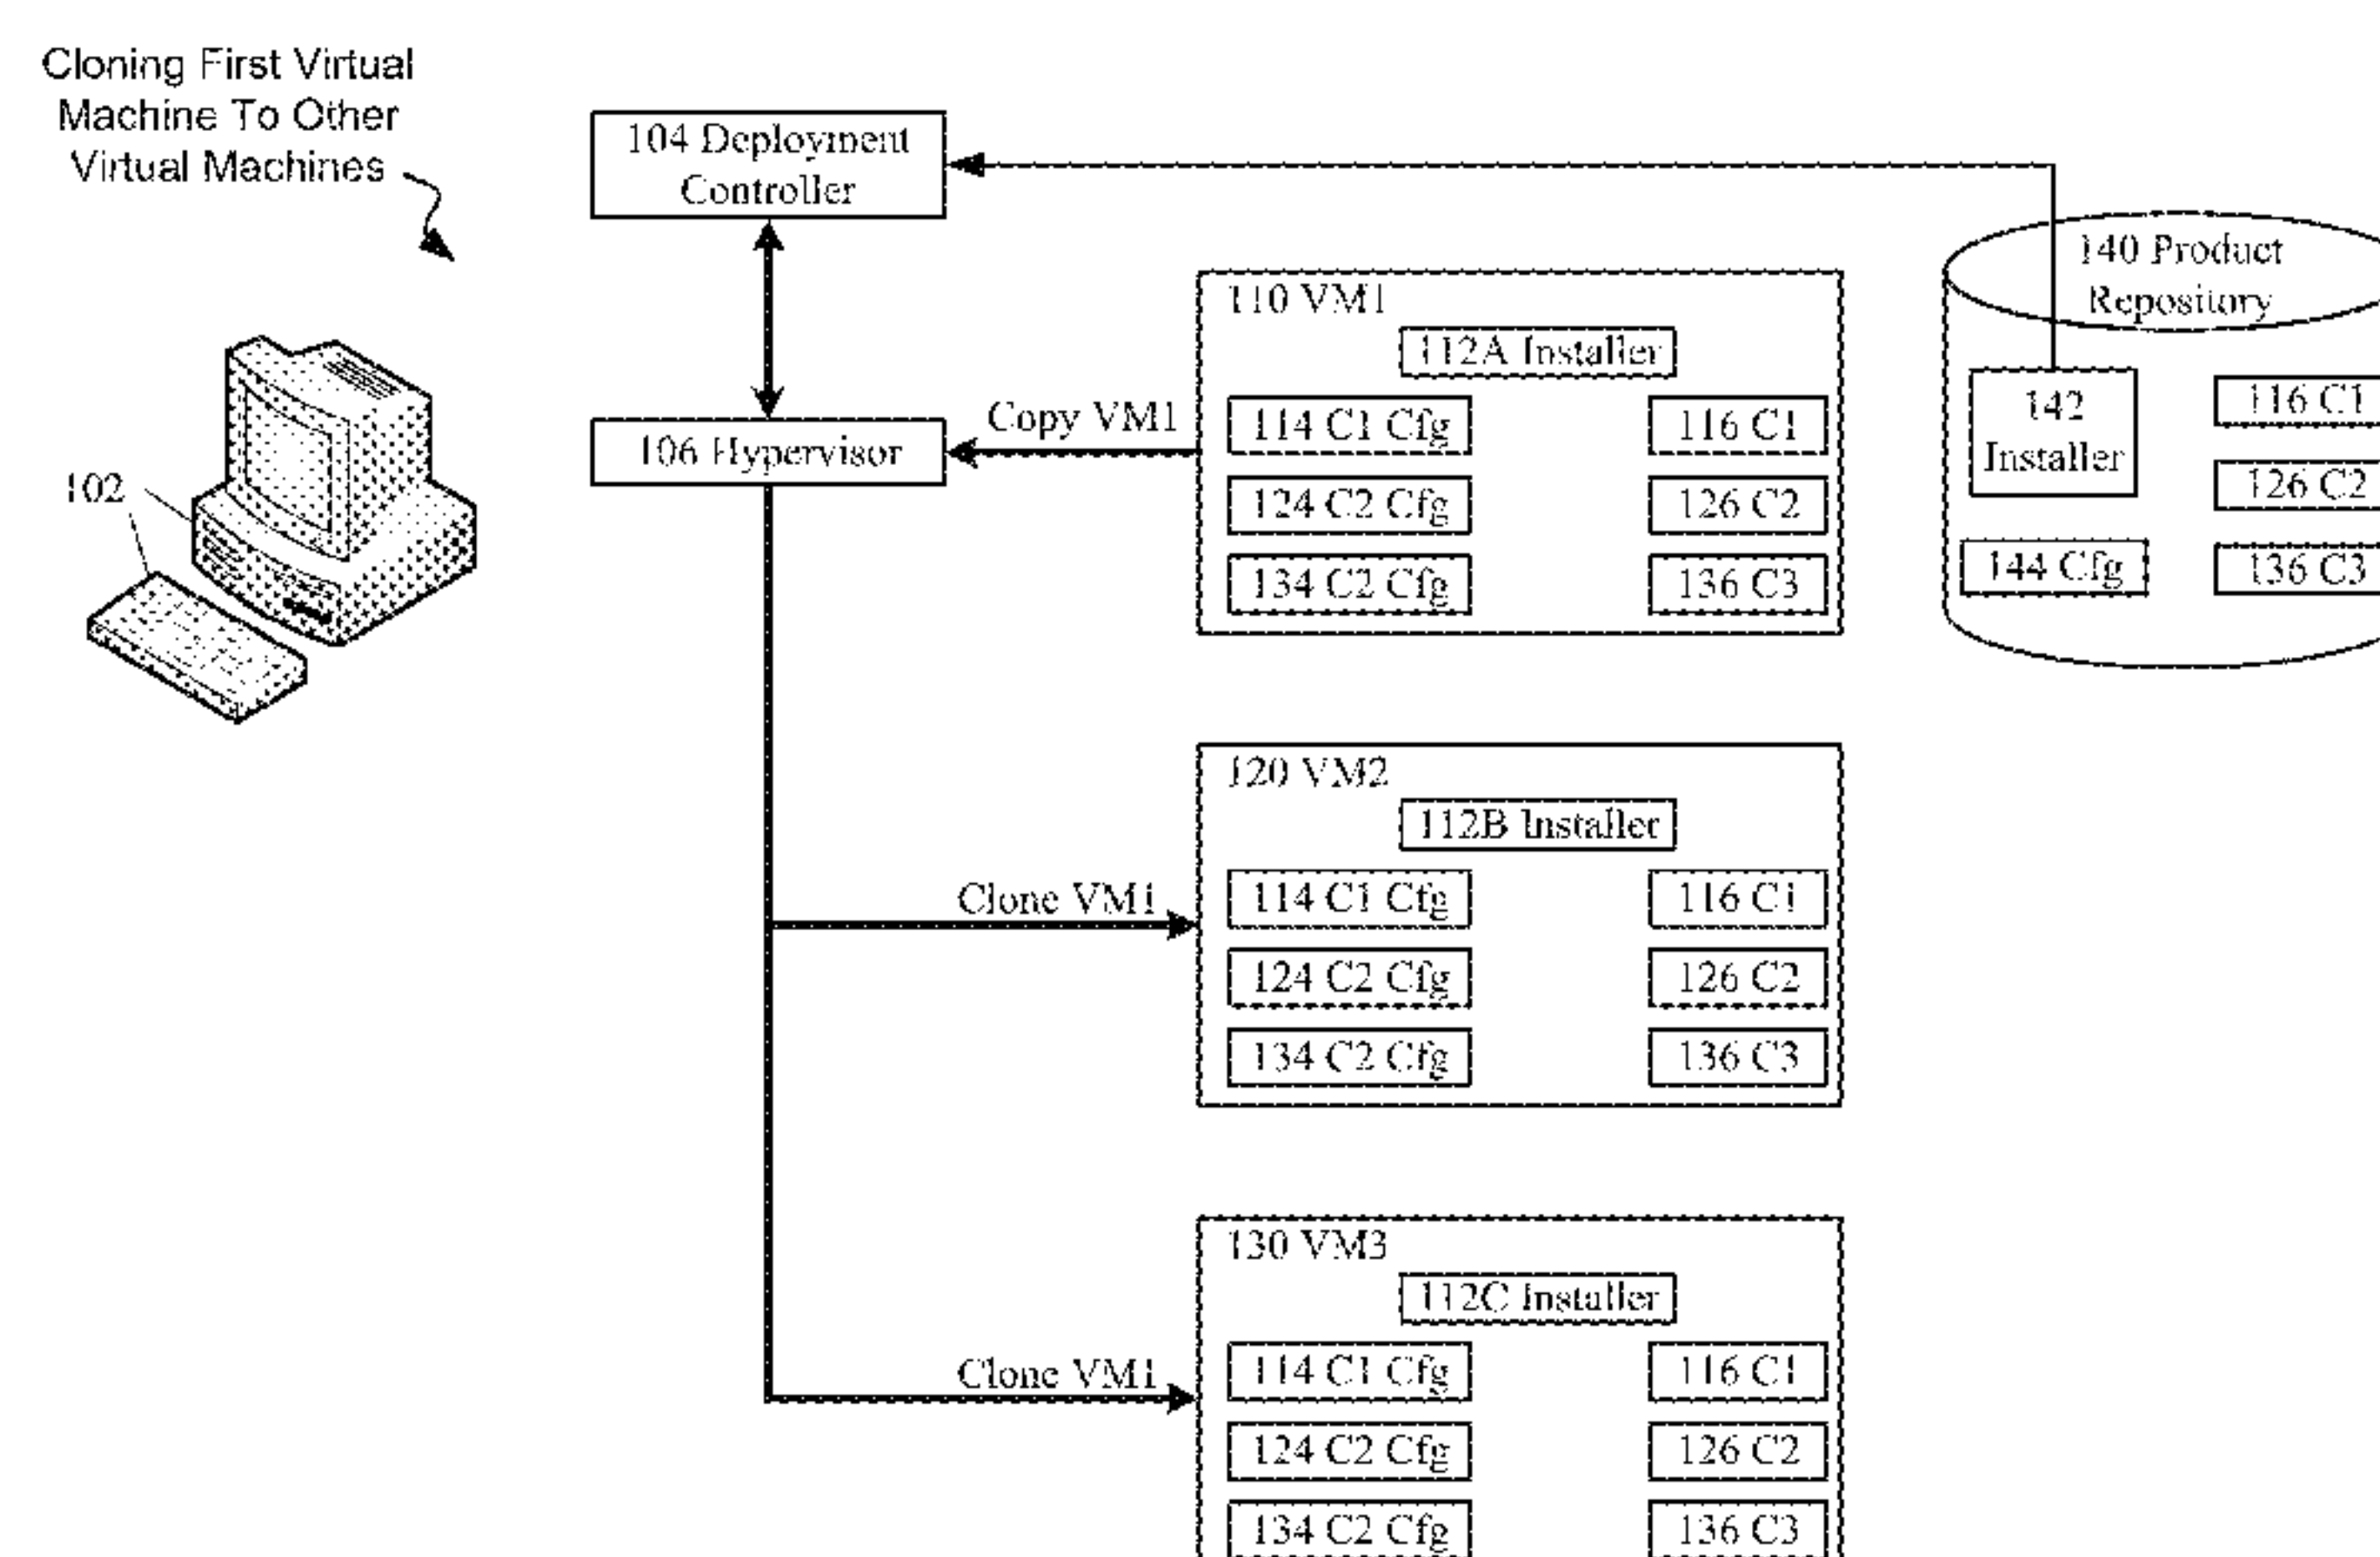 Cloning First Virtual
Machine To Other
Virtual Machines
102
104 Deployment
Controller
106 Hypervisor
Copy VM1
110 VM1
112A Installer
114 C1 Cfg
116 C1
124 C2 Cfg
126 C2
134 C2 Cfg
136 C3
140 Product
Repository
142
Installer
116 C1
126 C2
144 Cfg
136 C3
Clone VM1
120 VM2
112B Installer
114 C1 Cfg
116 C1
124 C2 Cfg
126 C2
134 C2 Cfg
136 C3
Clone VM1
130 VM3
112C Installer
114 C1 Cfg
116 C1
124 C2 Cfg
126 C2
134 C2 Cfg
136 C3